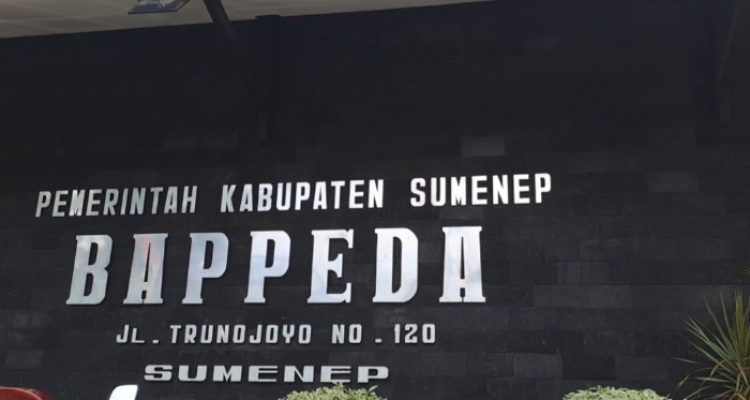 PEMERINTAH KABUPATEN SUMENEP
BAPPEDA
JL. TRUNOJOYO NO. 120
SUMENEP